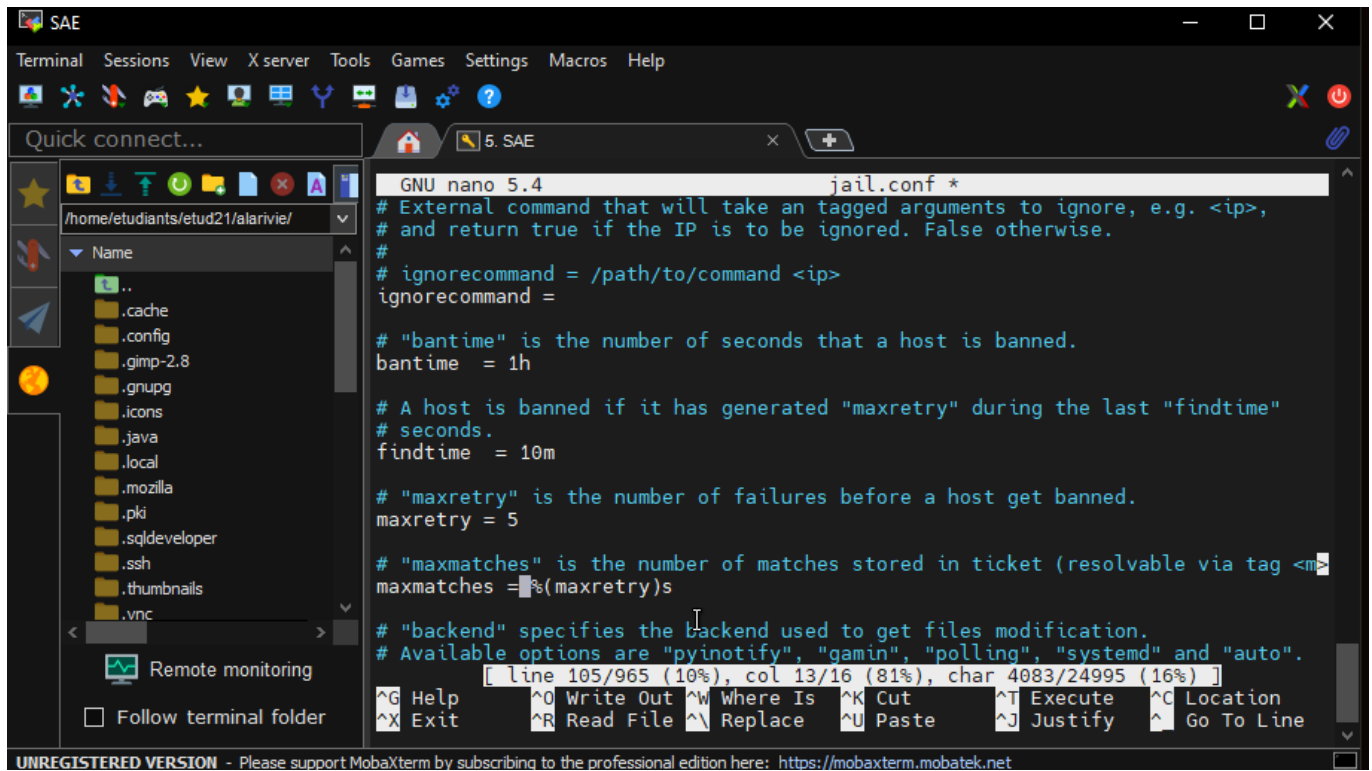 SAE
Terminal Sessions View X server Tools Games Settings Macros Help
Quick connect...
5. SAE
/home/etudiants/etud21/alarivie/
Name
..
.cache
.config
.gimp-2.8
.gnupg
.icons
.java
.local
.mozilla
.pki
.sqldeveloper
.ssh
.thumbnails
.vnc
Remote monitoring
Follow terminal folder
GNU nano 5.4 jail.conf *
# External command that will take an tagged arguments to ignore, e.g. <ip>,
# and return true if the IP is to be ignored. False otherwise.
#
# ignorecommand = /path/to/command <ip>
ignorecommand =
# "bantime" is the number of seconds that a host is banned.
bantime  = 1h
# A host is banned if it has generated "maxretry" during the last "findtime"
# seconds.
findtime  = 10m
# "maxretry" is the number of failures before a host get banned.
maxretry = 5
# "maxmatches" is the number of matches stored in ticket (resolvable via tag <m>
maxmatches = %(maxretry)s
# "backend" specifies the backend used to get files modification.
# Available options are "pyinotify", "gamin", "polling", "systemd" and "auto".
[ line 105/965 (10%), col 13/16 (81%), char 4083/24995 (16%) ]
^G Help ^O Write Out ^W Where Is ^K Cut ^T Execute ^C Location
^X Exit ^R Read File ^\ Replace ^U Paste ^J Justify ^_ Go To Line
UNREGISTERED VERSION - Please support MobaXterm by subscribing to the professional edition here: https://mobaxterm.mobatek.net